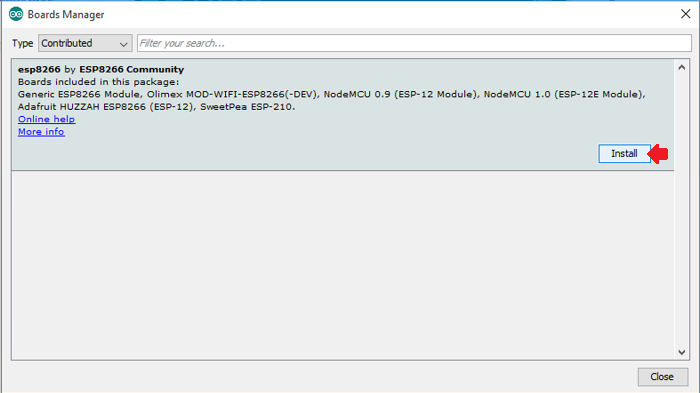 Boards Manager
Type Contributed Filter your search...
esp8266 by ESP8266 Community
Boards included in this package:
Generic ESP8266 Module, Olimex MOD-WIFI-ESP8266(-DEV), NodeMCU 0.9 (ESP-12 Module), NodeMCU 1.0 (ESP-12E Module),
Adafruit HUZZAH ESP8266 (ESP-12), SweetPea ESP-210.
Online help
More info
Install
Close